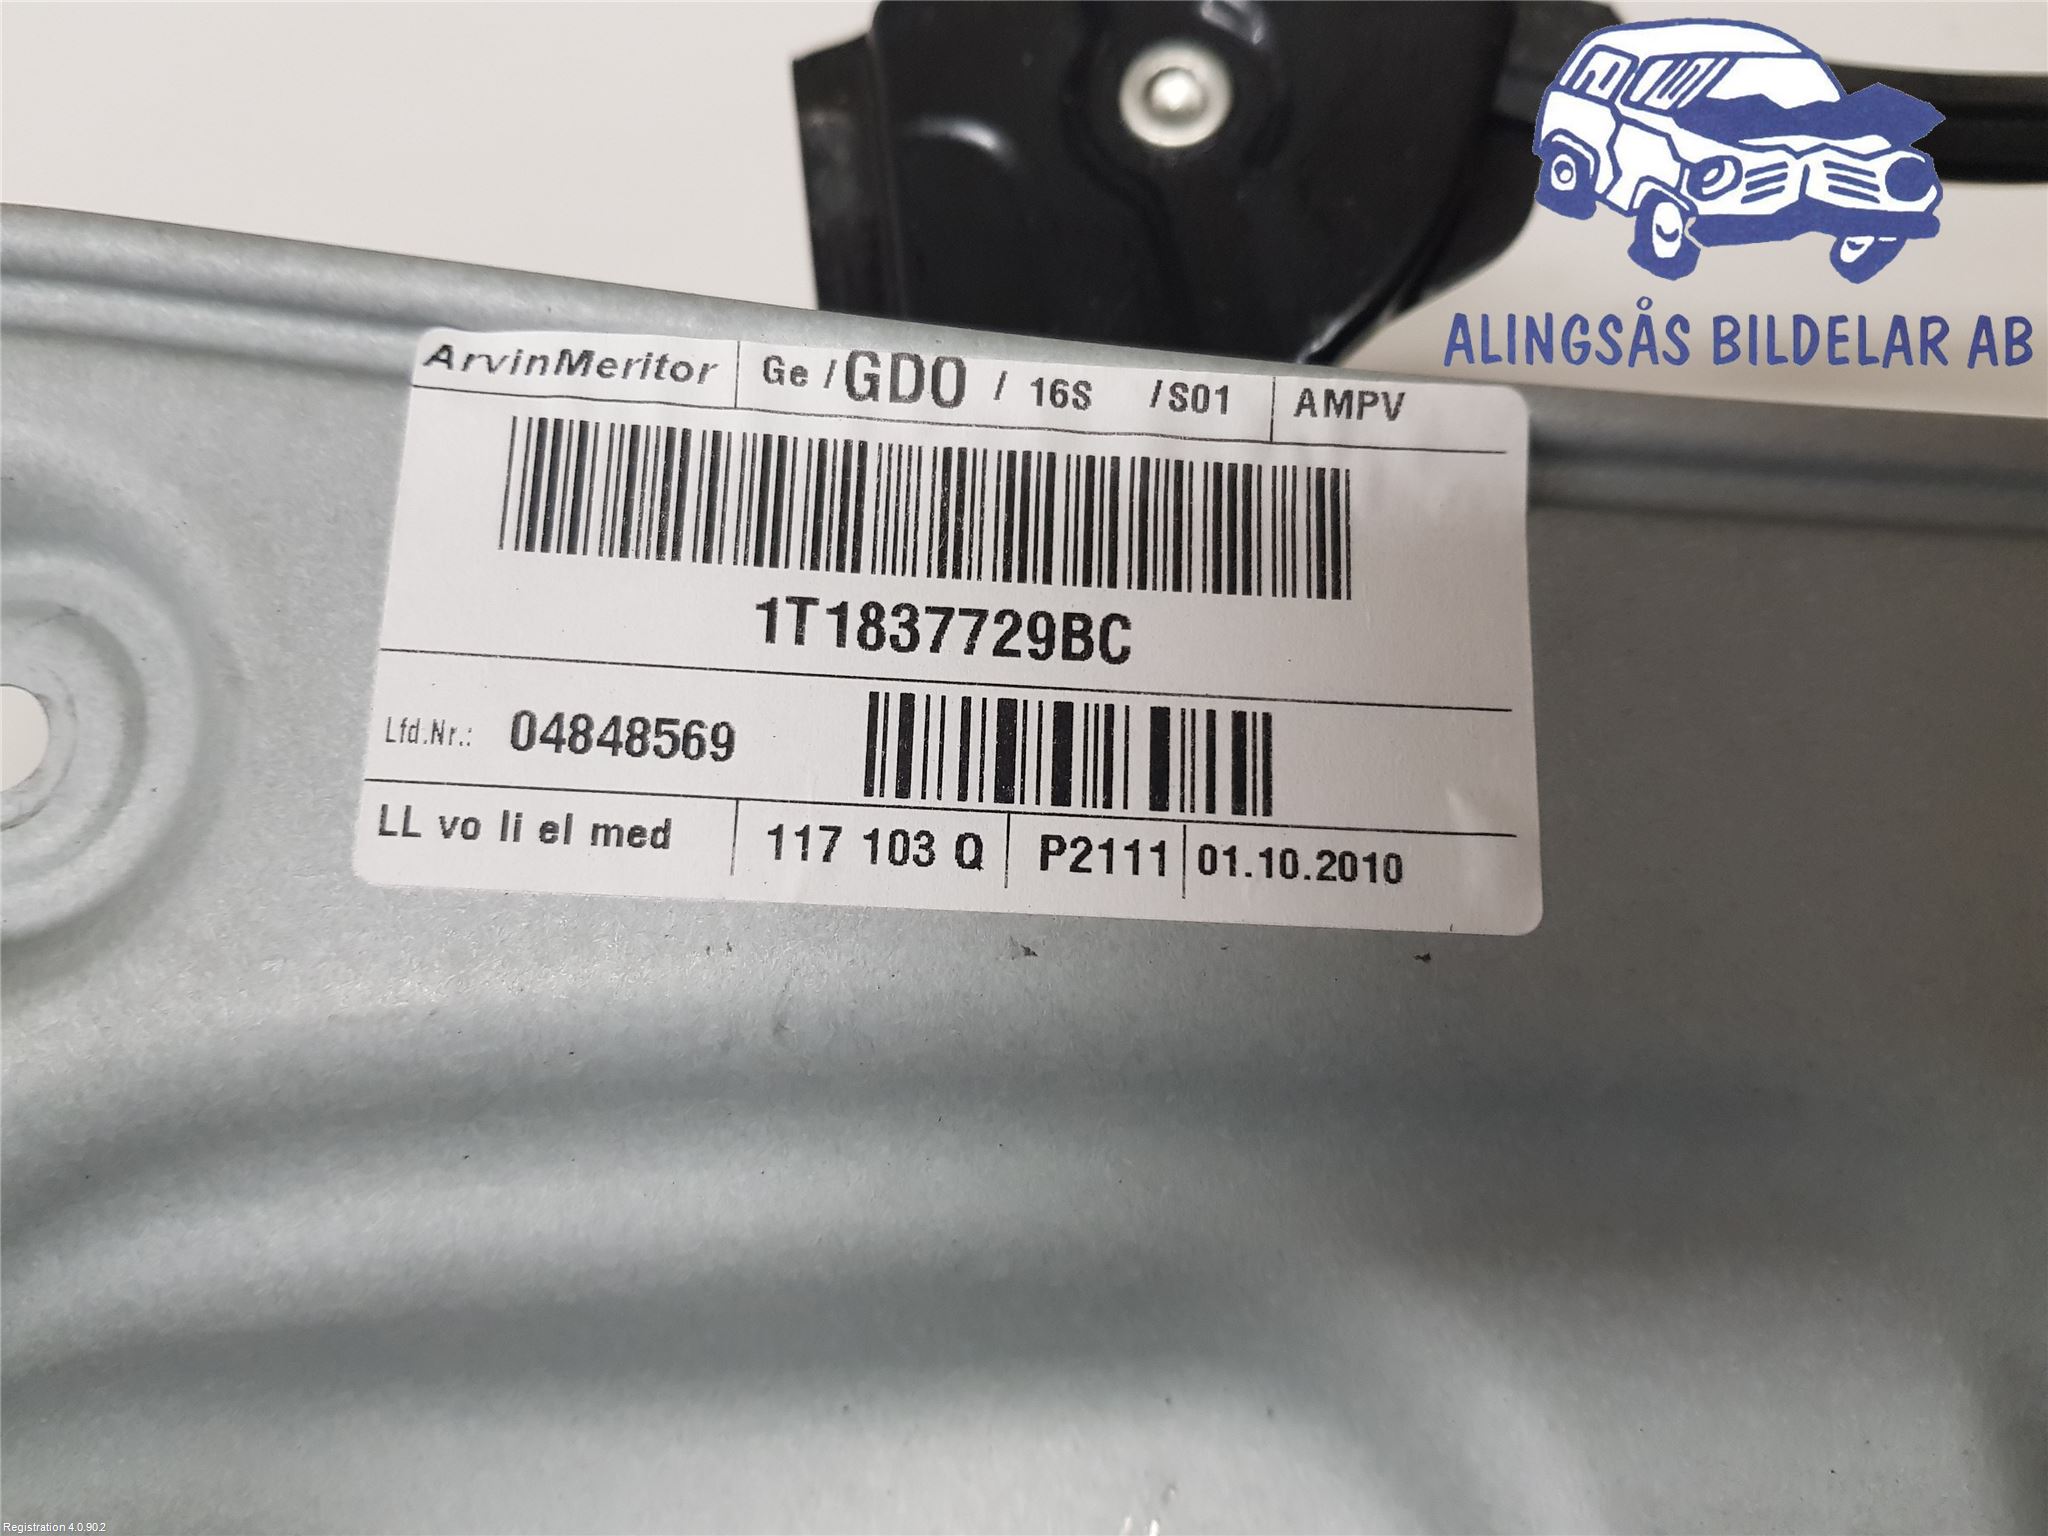 ALINGSÅS BILDELAR AB
ArvinMeritor Ge / GD0 / 16S / S01 AMPV
1T1837729BC
Lfd.Nr.: 04848569
LL vo li el med 117 103 Q P2111 01.10.2010
Registration 4.0.902